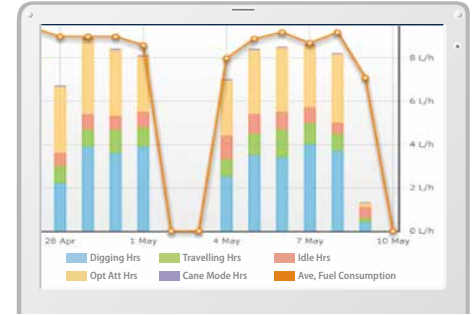 8 L/h
6 L/h
4 L/h
2 L/h
0 L/h
28 Apr 1 May 4 May 7 May 10 May
Digging Hrs Travelling Hrs Idle Hrs
Opt Att Hrs Cane Mode Hrs Ave, Fuel Consumption